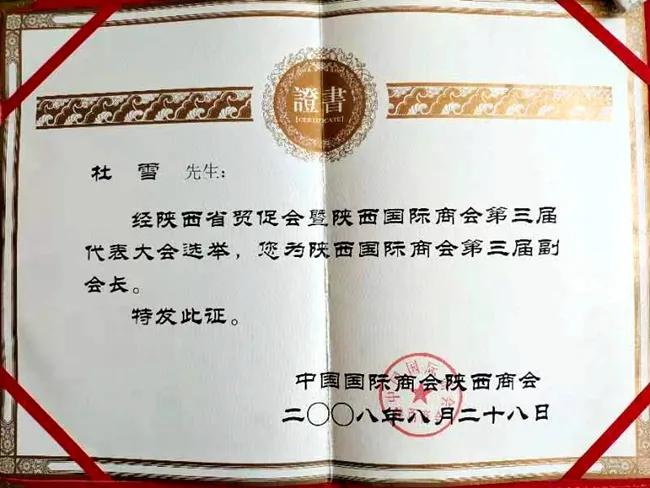 證書
[CERTIFICATE]
杜雪 先生:
经陕西省贸促会暨陕西国际商会第三届
代表大会选举，您为陕西国际商会第三届副
会长。
特发此证。
中国国际商会陕西商会
二〇〇八年八月二十八日